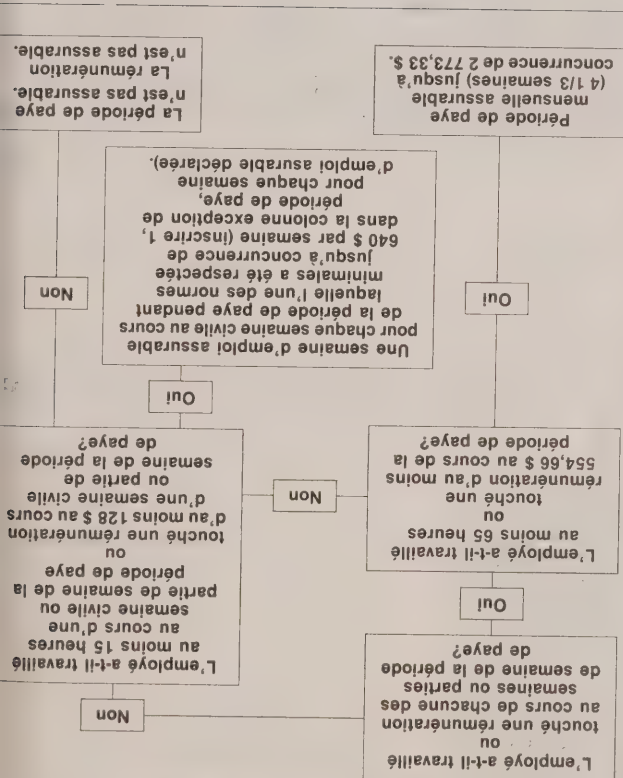 L'employé a-t-il travaillé
ou
touché une rémunération
au cours de chacune des
semaines ou parties
de semaine de la période
de paye?
Non
Oui
L'employé a-t-il travaillé
au moins 65 heures
ou
touché une
rémunération d'au moins
554,66 $ au cours de la
période de paye?
Non
L'employé a-t-il travaillé
au moins 15 heures
au cours d'une
semaine civile ou
partie de semaine de la
période de paye
ou
touché une rémunération
d'au moins 128 $ au cours
d'une semaine civile
ou partie de
semaine de la période
de paye?
Oui
Oui
Non
Une semaine d'emploi assurable
pour chaque semaine civile au cours
de la période de paye pendant
laquelle l'une des normes
minimales a été respectée
jusqu'à concurrence de
640 $ par semaine (inscrire 1,
dans la colonne exception de
période de paye,
pour chaque semaine
d'emploi asurable déclarée).
Période de paye
mensuelle assurable
(4 1/3 semaines) jusqu'à
concurrence de 2 773,33 $.
La période de paye
n'est pas assurable.
La rémunération
n'est pas assurable.